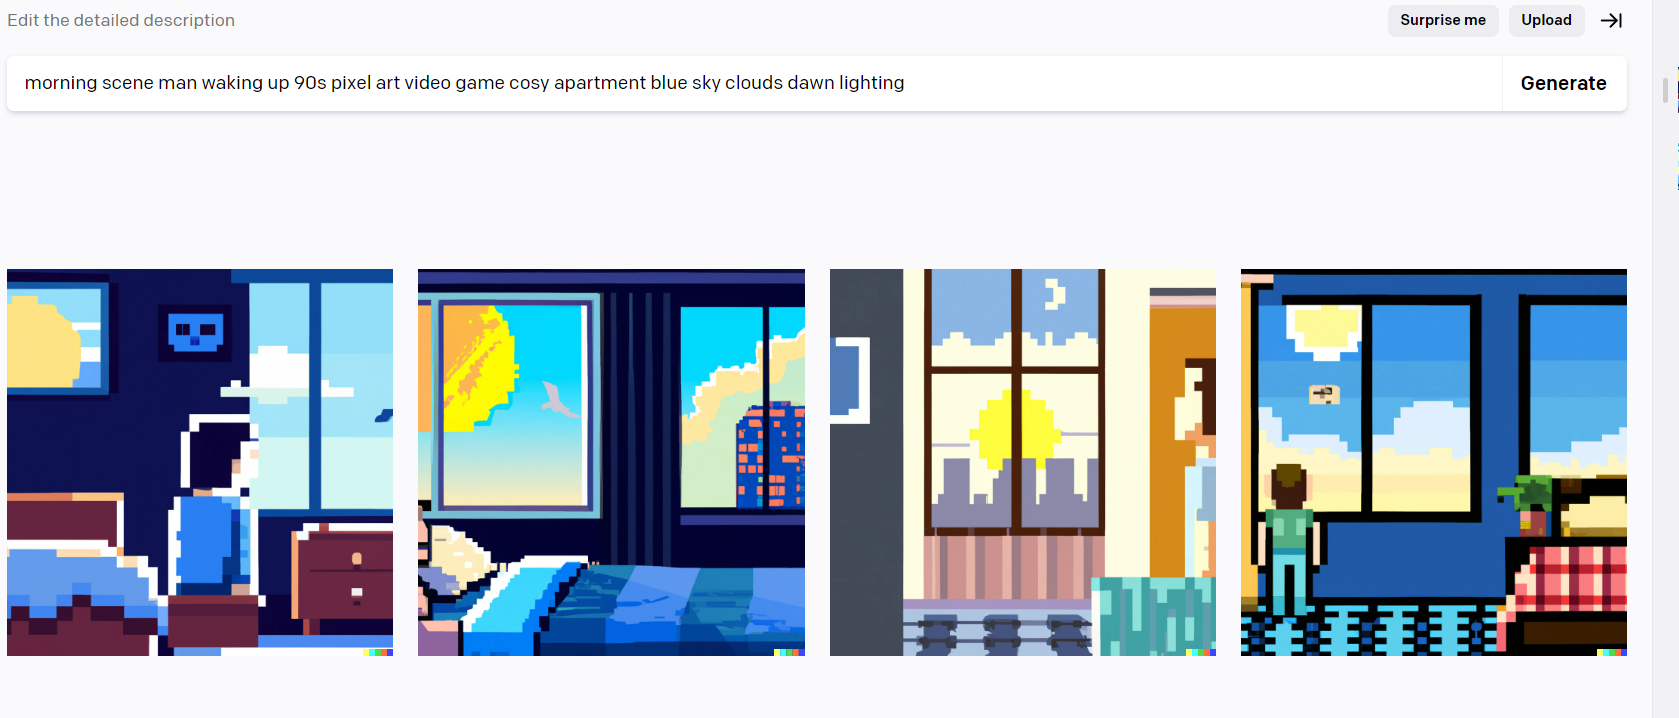 Edit the detailed description
Surprise me
Upload
morning scene man waking up 90s pixel art video game cosy apartment blue sky clouds dawn lighting
Generate